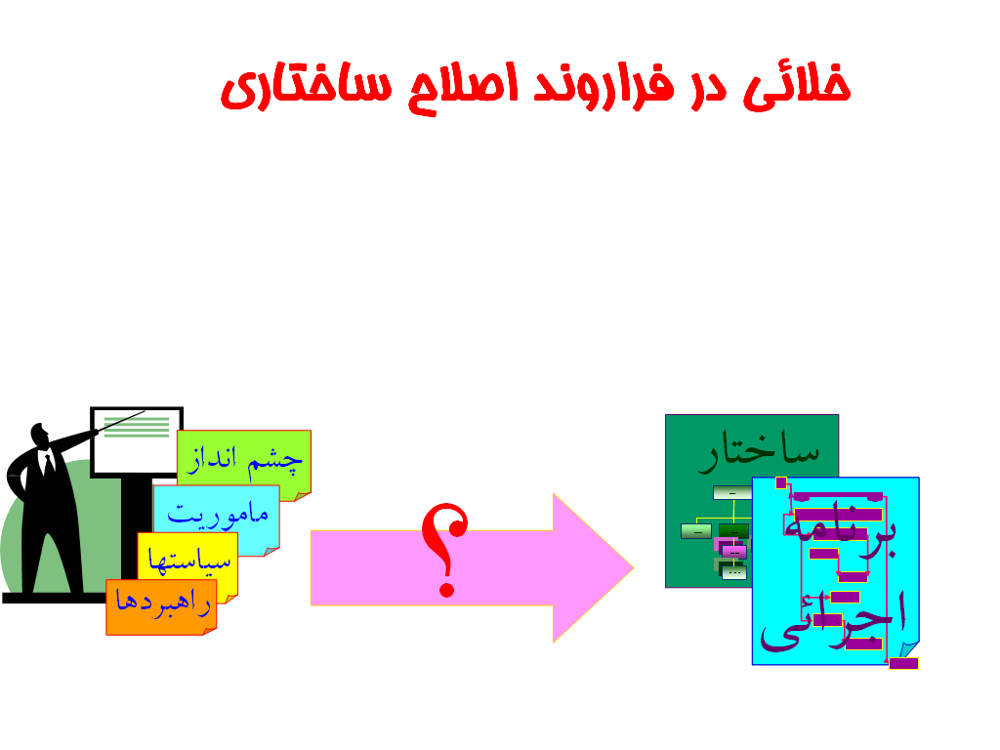 خلائی در فراروند اصلاح ساختاری
چشم انداز
ماموریت
سیاستها
راهبردها
؟
ساختار
برنامه
اجرائی